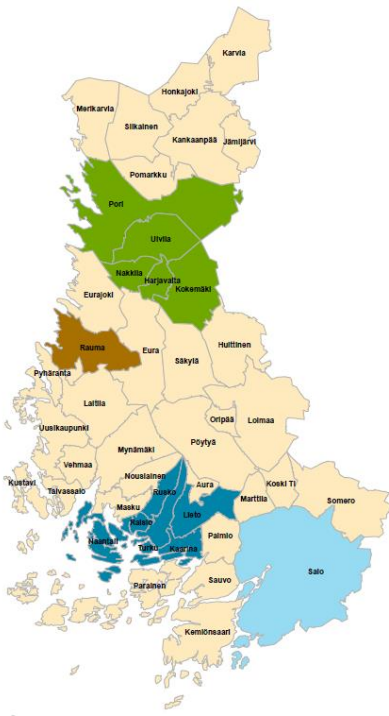 Karvia
Honkajoki
Merikarvia
Siikainen
Kankaanpää
Jämijärvi
Pomarkku
Pori
Ulvila
Nakkila
Harjavalta
Kokemäki
Eurajoki
Rauma
Eura
Säkylä
Huittinen
Pyhäranta
Laitila
Oripää
Loimaa
Uusikaupunki
Mynämäki
Pöytyä
Vehmaa
Nousiainen
Aura
Koski Tl
Kustavi
Taivassalo
Rusko
Marttila
Somero
Masku
Lieto
Raisio
Naantali
Turku
Kaarina
Paimio
Salo
Parainen
Sauvo
Kemiönsaari